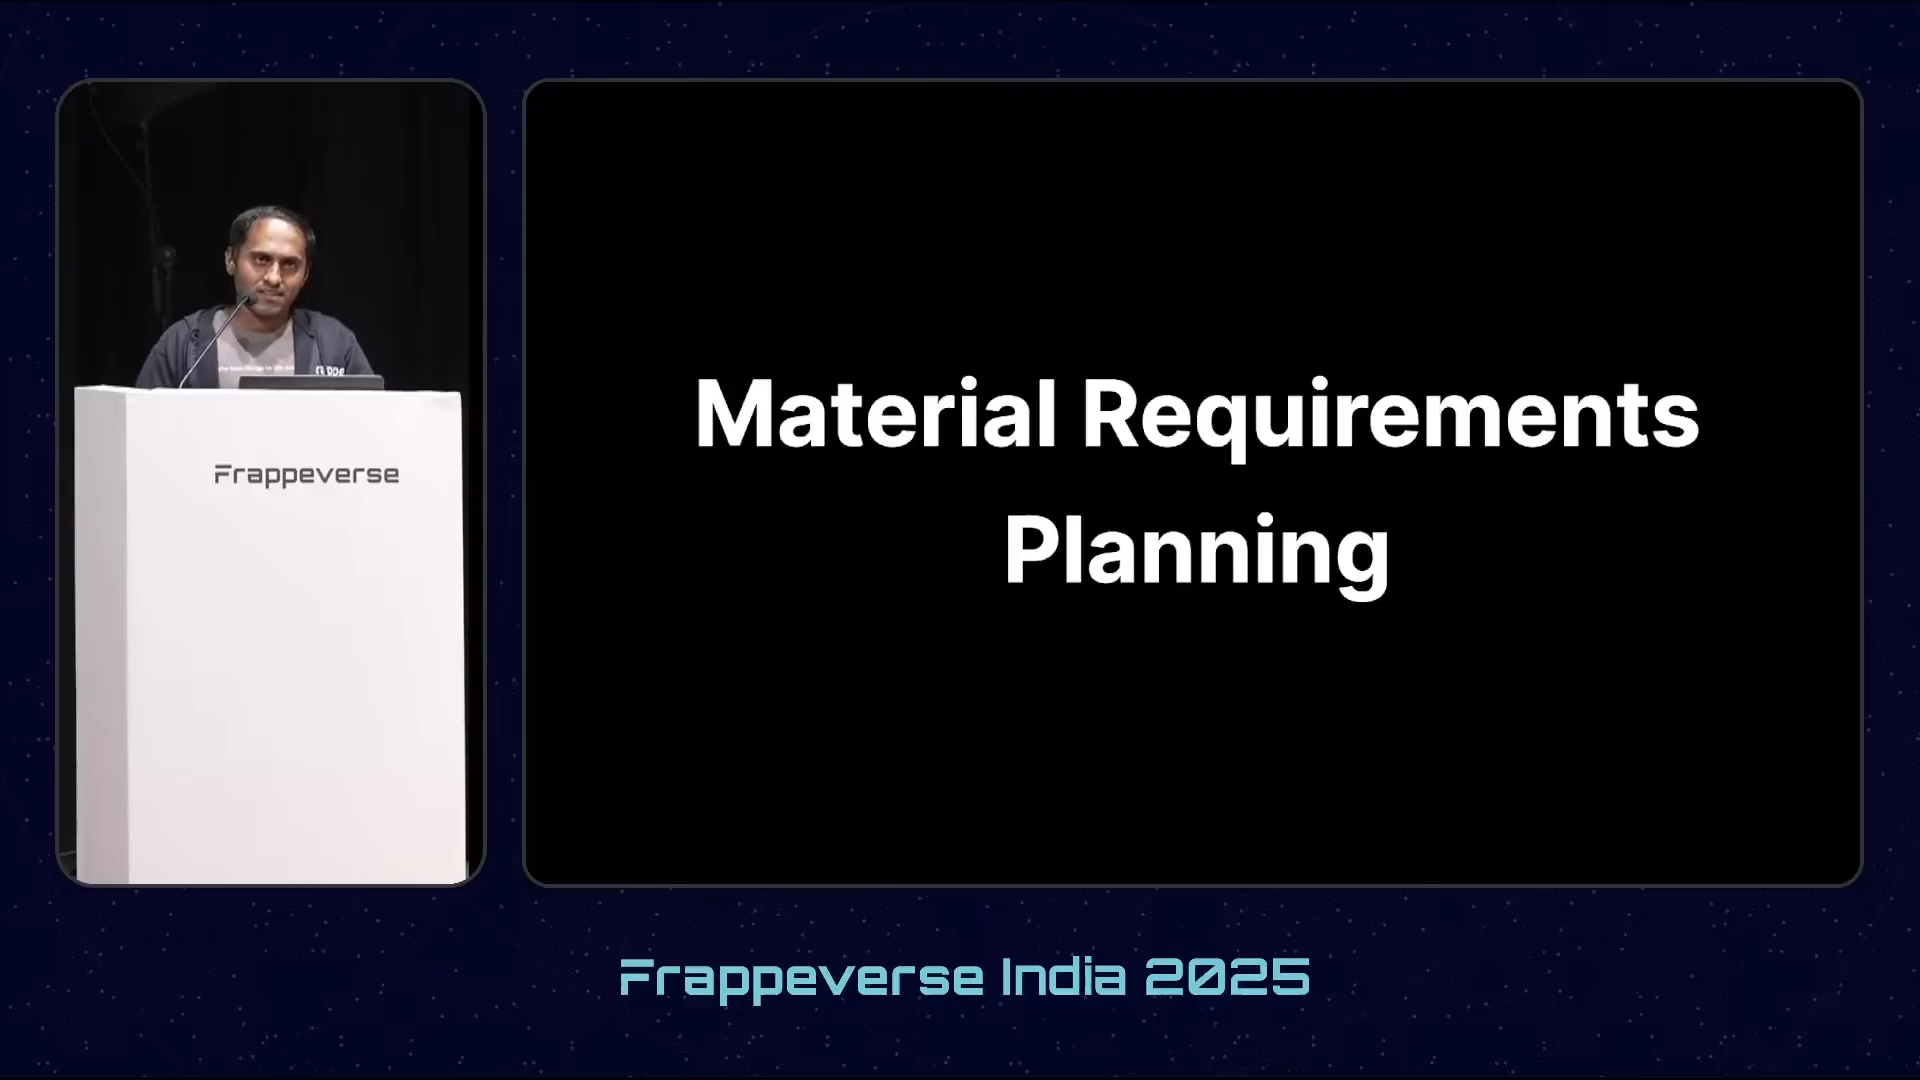 Frappeverse
Material Requirements
Planning
Frappeverse India 2025